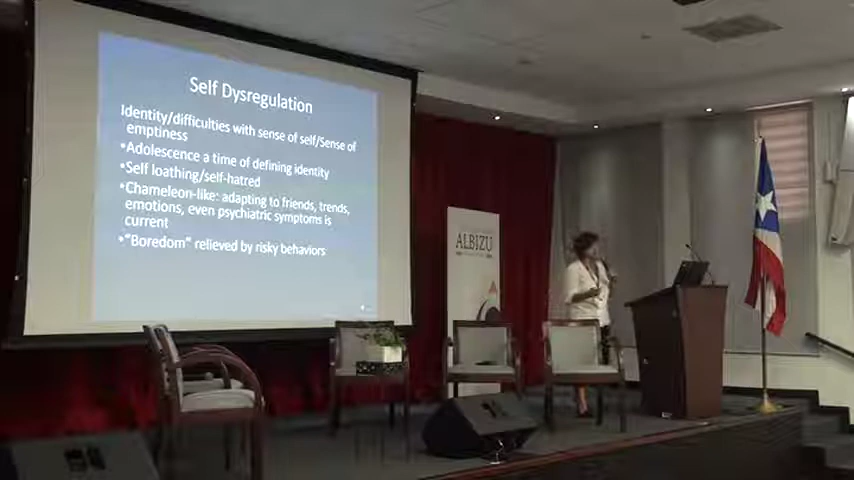 Self Dysregulation
Identity/difficulties with sense of self/Sense of
emptiness
•Adolescence a time of defining identity
•Self loathing/self-hatred
•Chameleon-like: adapting to friends, trends,
emotions, even psychiatric symptoms is
current
•"Boredom" relieved by risky behaviors
ALBIZU